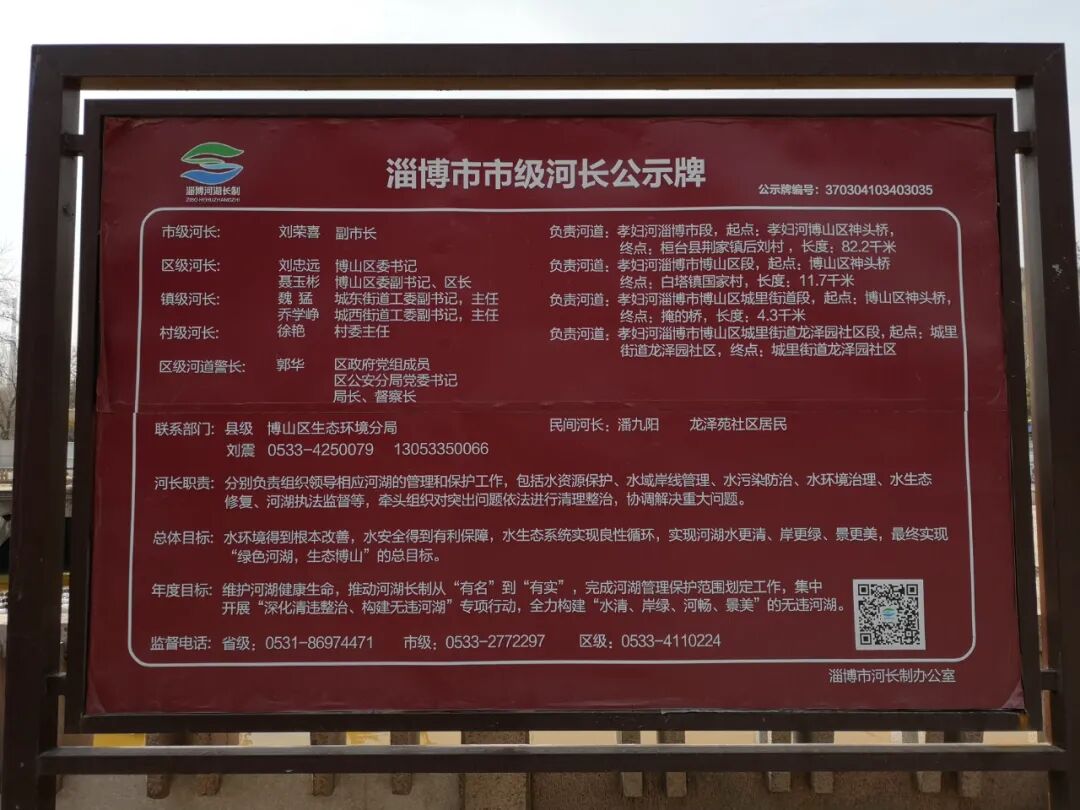 淄博河湖长制
ZIBO HEHUZHANGZHI
淄博市市级河长公示牌
公示牌编号：370304103403035
市级河长： 刘荣喜 副市长
负责河道：孝妇河淄博市段，起点：孝妇河博山区神头桥，
终点：桓台县荆家镇后刘村，长度：82.2千米
区级河长： 刘忠远 博山区委书记
聂玉彬 博山区委副书记、区长
负责河道：孝妇河淄博市博山区段，起点：博山区神头桥
终点：白塔镇国家村，长度：11.7千米
镇级河长： 魏 猛 城东街道工委副书记，主任
乔学峥 城西街道工委副书记，主任
负责河道：孝妇河淄博市博山区城里街道段，起点：博山区神头桥，
终点：掩的桥，长度：4.3千米
村级河长： 徐艳 村委主任
负责河道：孝妇河淄博市博山区城里街道龙泽园社区段，起点：城里
街道龙泽园社区，终点：城里街道龙泽园社区
区级河道警长： 郭华 区政府党组成员
区公安分局党委书记
局长、督察长
联系部门：县级 博山区生态环境分局
刘震 0533-4250079 13053350066
民间河长：潘九阳 龙泽苑社区居民
河长职责：分别负责组织领导相应河湖的管理和保护工作，包括水资源保护、水域岸线管理、水污染防治、水环境治理、水生态
修复、河湖执法监督等，牵头组织对突出问题依法进行清理整治，协调解决重大问题。
总体目标：水环境得到根本改善，水安全得到有利保障，水生态系统实现良性循环，实现河湖水更清、岸更绿、景更美，最终实现
“绿色河湖，生态博山”的总目标。
年度目标：维护河湖健康生命，推动河湖长制从“有名”到“有实”，完成河湖管理保护范围划定工作，集中
开展“深化清违整治、构建无违河湖”专项行动，全力构建“水清、岸绿、河畅、景美”的无违河湖。
监督电话：省级：0531-86974471 市级：0533-2772297 区级：0533-4110224
淄博市河长制办公室